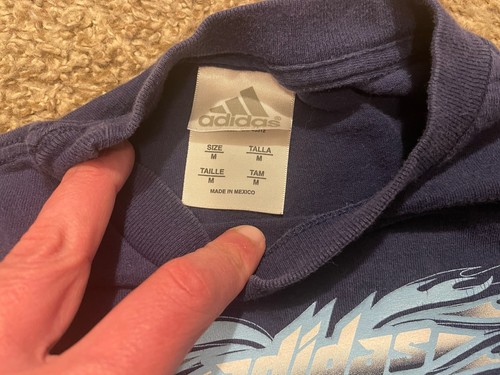 adidas
SIZE TALLA
M M
TAILLE TAM
M M
MADE IN MEXICO
adidas